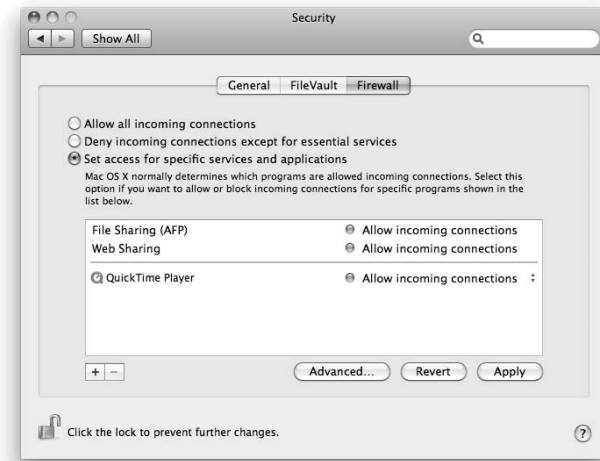 Security
Show All
General FileVault Firewall
Allow all incoming connections
Deny incoming connections except for essential services
Set access for specific services and applications
Mac OS X normally determines which programs are allowed incoming connections. Select this
option if you want to allow or block incoming connections for specific programs shown in the
list below.
File Sharing (AFP) Allow incoming connections
Web Sharing Allow incoming connections
QuickTime Player Allow incoming connections
+ −
Advanced... Revert Apply
Click the lock to prevent further changes.
?